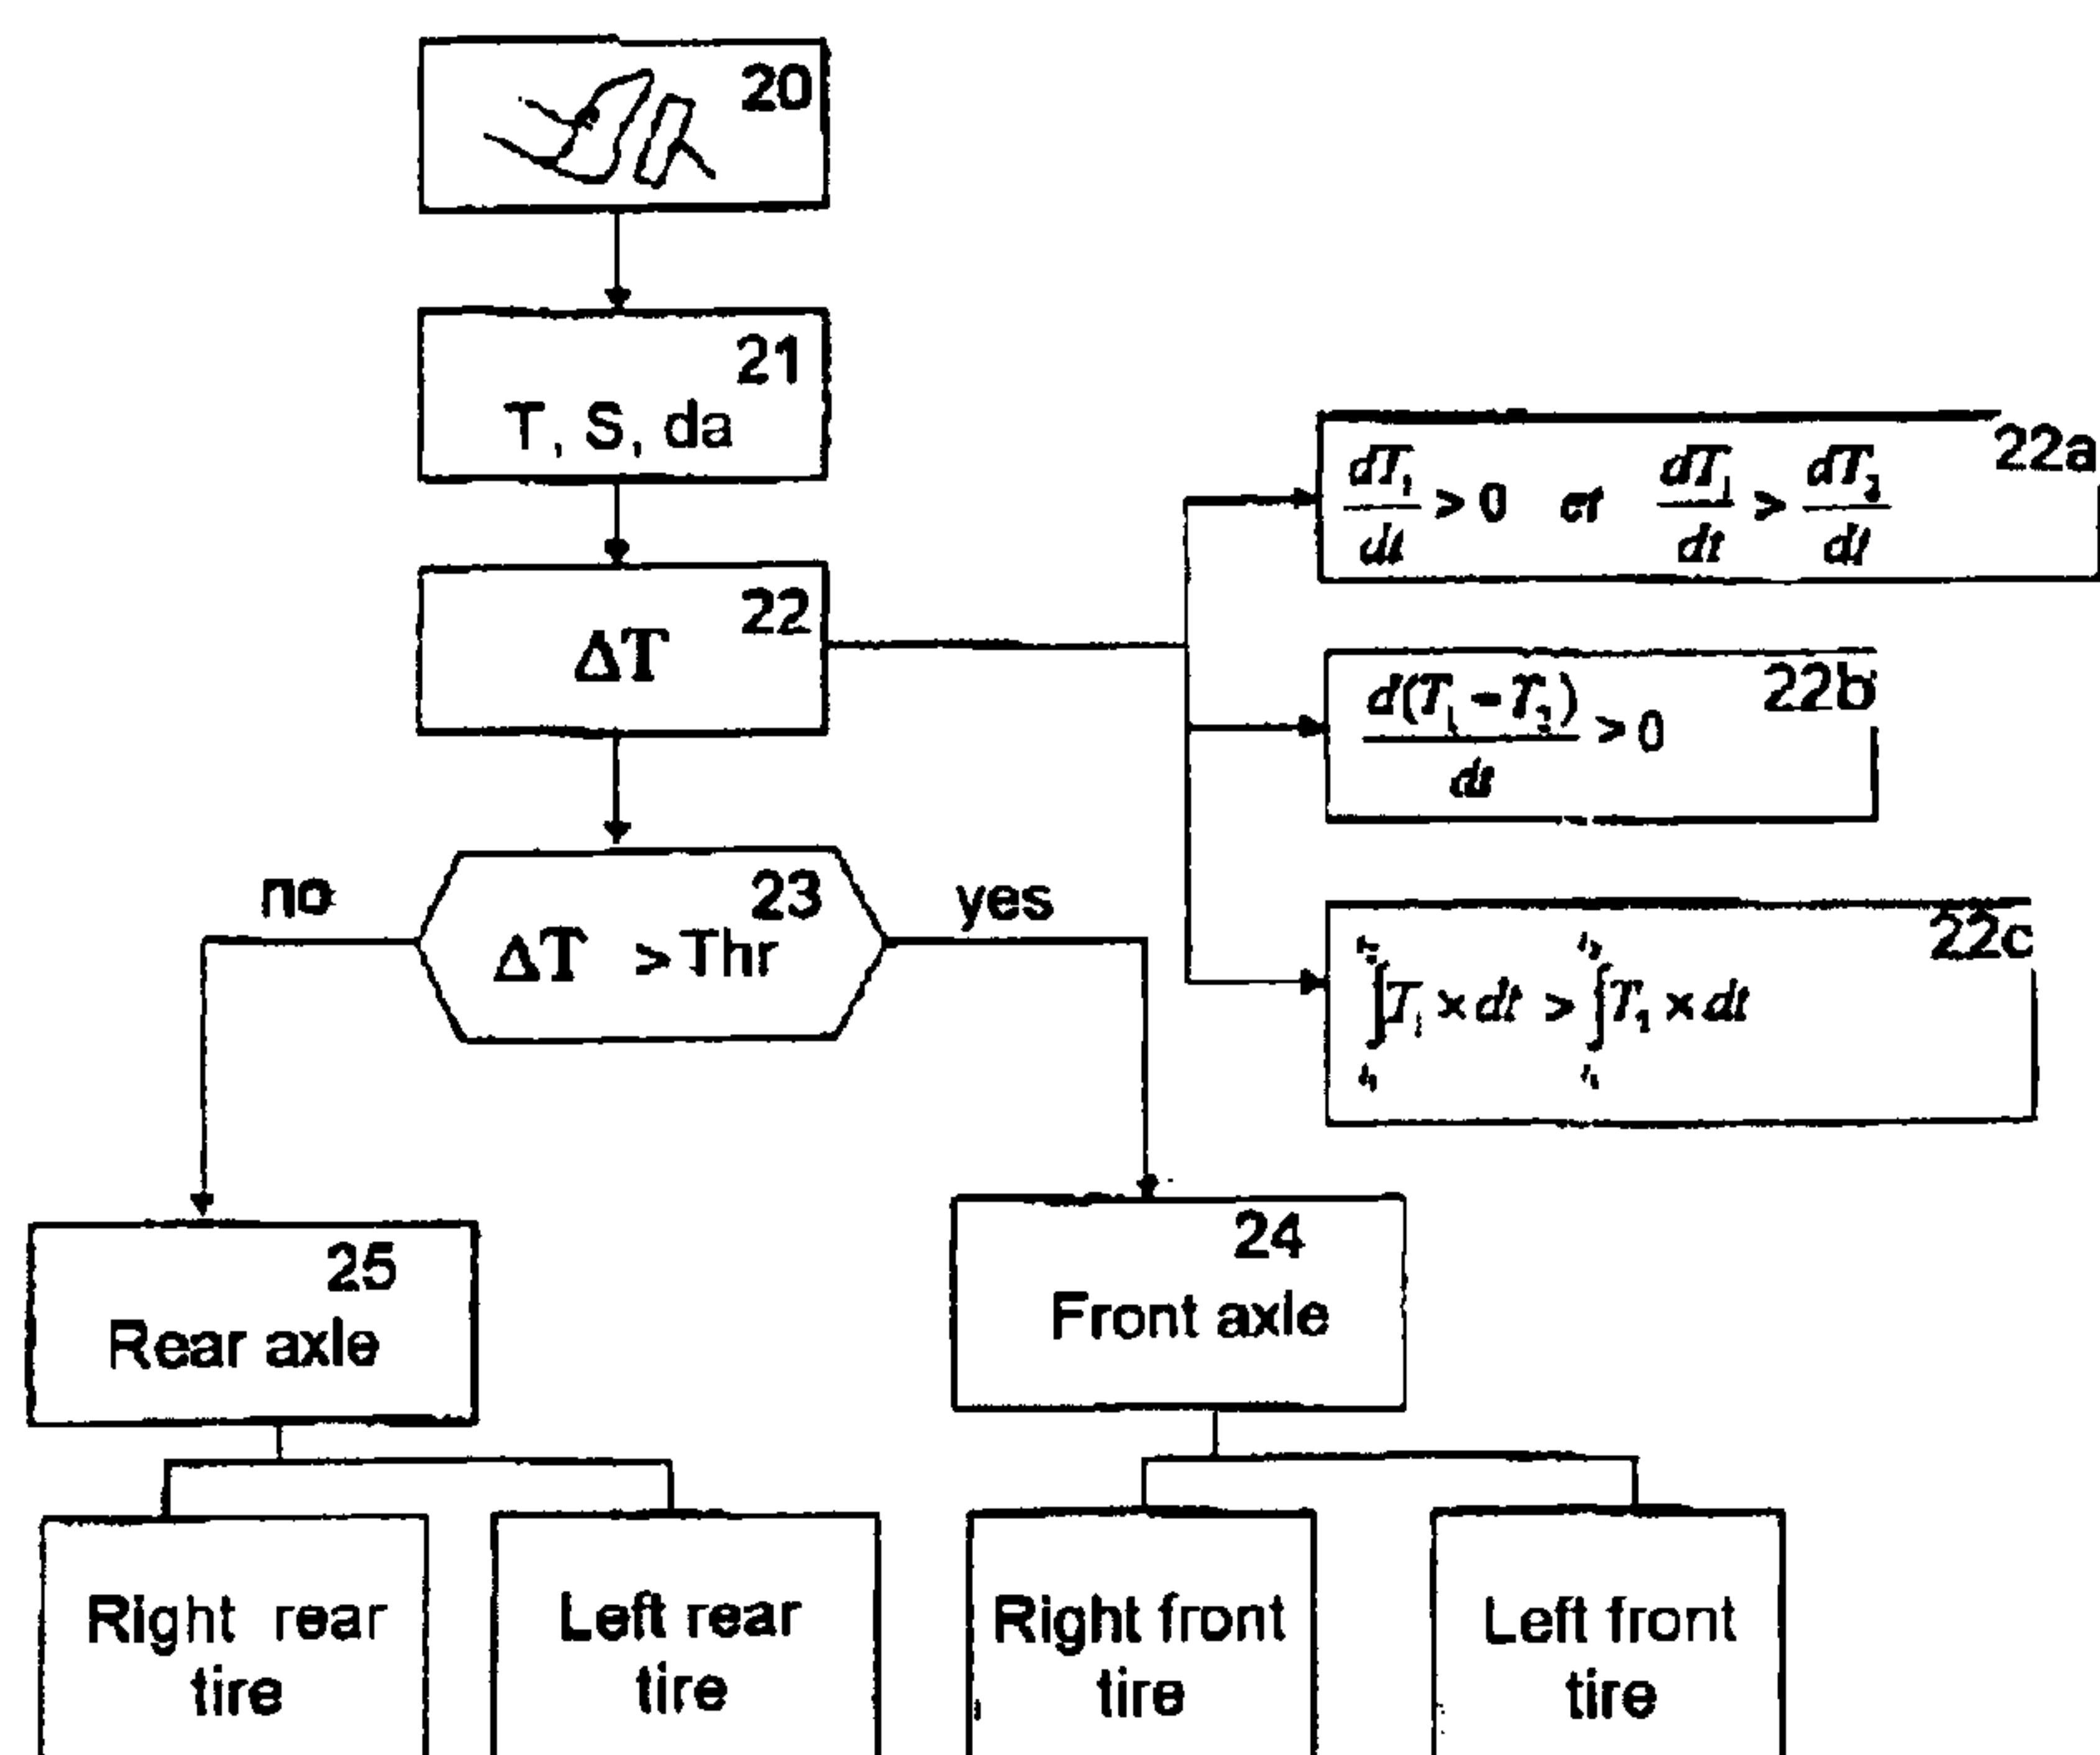 20
21
T, S, da
22
ΔT
22a
dT₁/dt > 0 et dT₁/dt > dT₂/dt
22b
d(T₁ - T₂)/dt > 0
22c
∫T₁ × dt > ∫T₁ × dt
no
23
yes
ΔT > Thr
25
Rear axle
24
Front axle
Right rear
tire
Left rear
tire
Right front
tire
Left front
tire